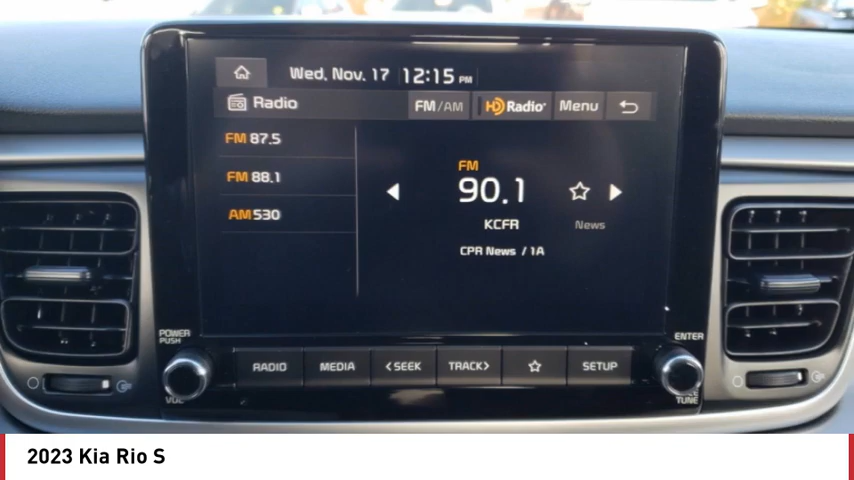 Wed, Nov. 17 12:15 PM
Radio FM/AM HD Radio Menu
FM 87.5
FM 88.1
AM 530
FM
90.1
KCFR News
CPR News / 1A
POWER
PUSH
VOL
ENTER
TUNE
RADIO MEDIA <SEEK TRACK> SETUP
2023 Kia Rio S